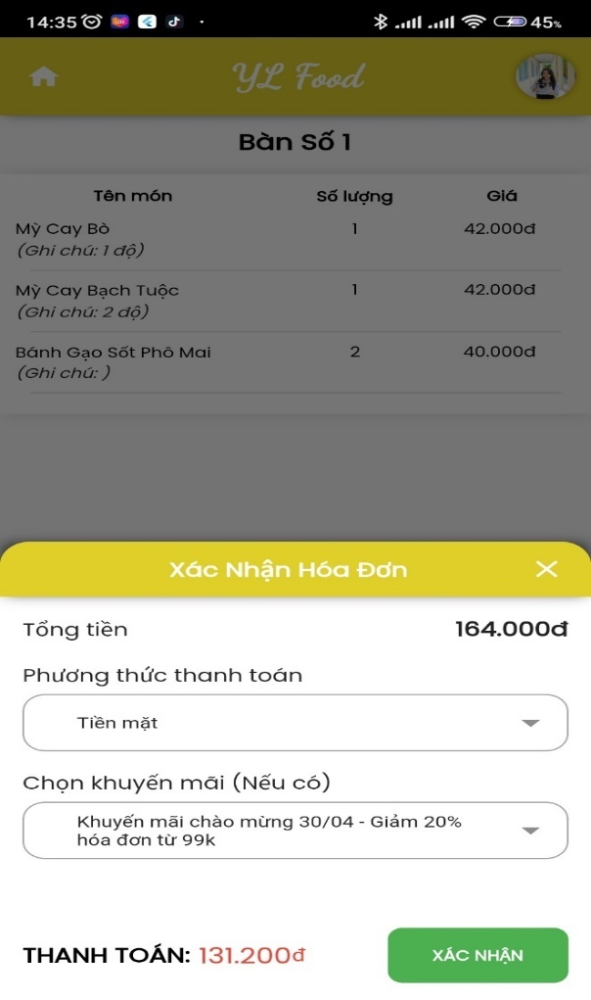 14:35
45%
YL Food
Bàn Số 1
Tên món Số lượng Giá
Mỳ Cay Bò 1 42.000đ
(Ghi chú: 1 độ)
Mỳ Cay Bạch Tuộc 1 42.000đ
(Ghi chú: 2 độ)
Bánh Gạo Sốt Phô Mai 2 40.000đ
(Ghi chú: )
Xác Nhận Hóa Đơn
Tổng tiền 164.000đ
Phương thức thanh toán
Tiền mặt
Chọn khuyến mãi (Nếu có)
Khuyến mãi chào mừng 30/04 - Giảm 20%
hóa đơn từ 99k
THANH TOÁN: 131.200đ
XÁC NHẬN